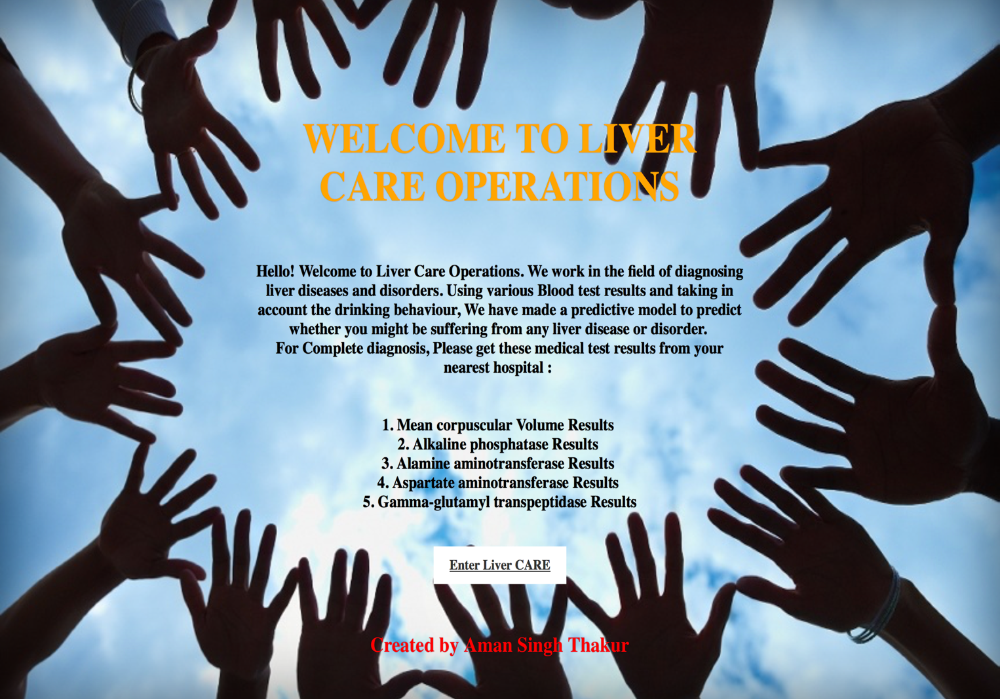 WELCOME TO LIVER
CARE OPERATIONS
Hello! Welcome to Liver Care Operations. We work in the field of diagnosing
liver diseases and disorders. Using various Blood test results and taking in
account the drinking behaviour, We have made a predictive model to predict
whether you might be suffering from any liver disease or disorder.
For Complete diagnosis, Please get these medical test results from your
nearest hospital :
1. Mean corpuscular Volume Results
2. Alkaline phosphatase Results
3. Alamine aminotransferase Results
4. Aspartate aminotransferase Results
5. Gamma-glutamyl transpeptidase Results
Enter Liver CARE
Created by Aman Singh Thakur